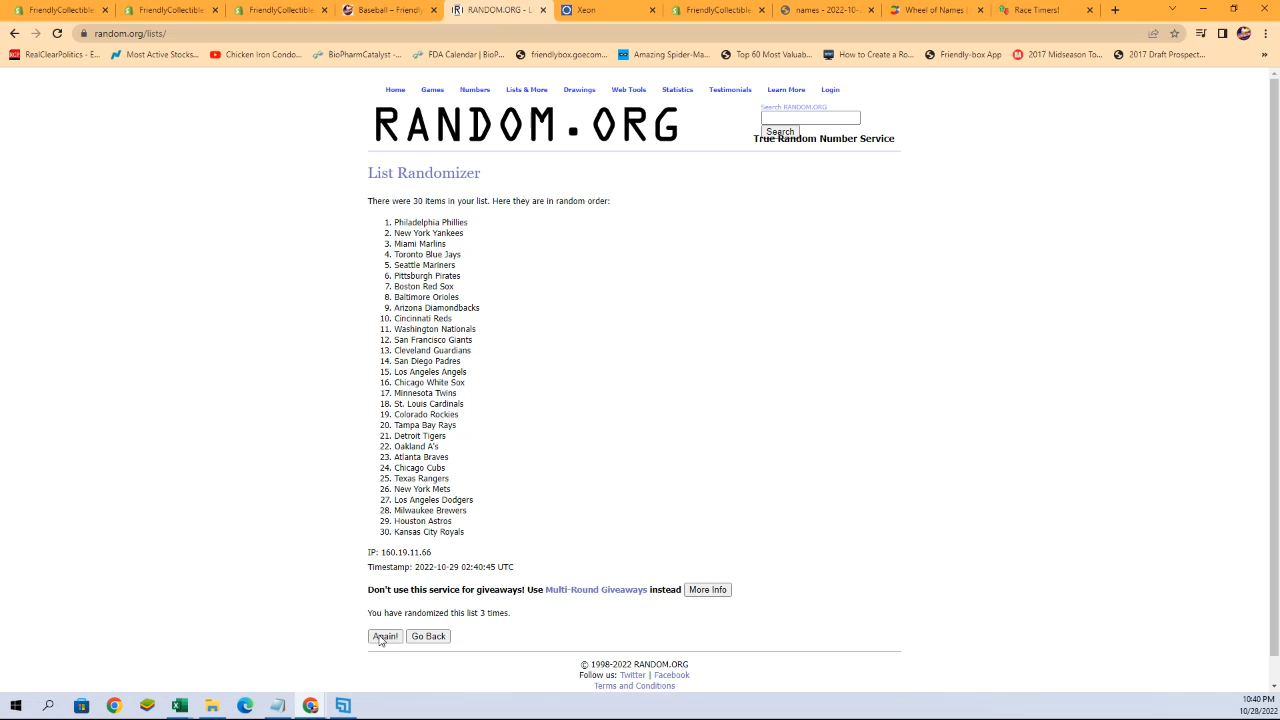 FriendlyCollectible
FriendlyCollectible
FriendlyCollectible
Baseball – Friendly
RANDOM.ORG - L
Xeon
FriendlyCollectible
names - 2022-10-
Wheel of Names |
Race Timers!
random.org/lists/
RealClearPolitics - E...
Most Active Stocks...
Chicken Iron Condo...
BioPharmCatalyst -...
FDA Calendar | BioP...
friendlybox.goecom...
Amazing Spider-Ma...
Top 60 Most Valuab...
How to Create a Ro...
Friendly-box App
2017 Midseason To...
2017 Draft Prospect...
»
Home Games Numbers Lists & More Drawings Web Tools Statistics Testimonials Learn More Login
RANDOM.ORG
Search RANDOM.ORG
Search
True Random Number Service
List Randomizer
There were 30 items in your list. Here they are in random order:
1. Philadelphia Phillies
2. New York Yankees
3. Miami Marlins
4. Toronto Blue Jays
5. Seattle Mariners
6. Pittsburgh Pirates
7. Boston Red Sox
8. Baltimore Orioles
9. Arizona Diamondbacks
10. Cincinnati Reds
11. Washington Nationals
12. San Francisco Giants
13. Cleveland Guardians
14. San Diego Padres
15. Los Angeles Angels
16. Chicago White Sox
17. Minnesota Twins
18. St. Louis Cardinals
19. Colorado Rockies
20. Tampa Bay Rays
21. Detroit Tigers
22. Oakland A's
23. Atlanta Braves
24. Chicago Cubs
25. Texas Rangers
26. New York Mets
27. Los Angeles Dodgers
28. Milwaukee Brewers
29. Houston Astros
30. Kansas City Royals
IP: 160.19.11.66
Timestamp: 2022-10-29 02:40:45 UTC
Don't use this service for giveaways! Use Multi-Round Giveaways instead More Info
You have randomized this list 3 times.
Again! Go Back
© 1998-2022 RANDOM.ORG
Follow us: Twitter | Facebook
Terms and Conditions
10:40 PM
10/28/2022